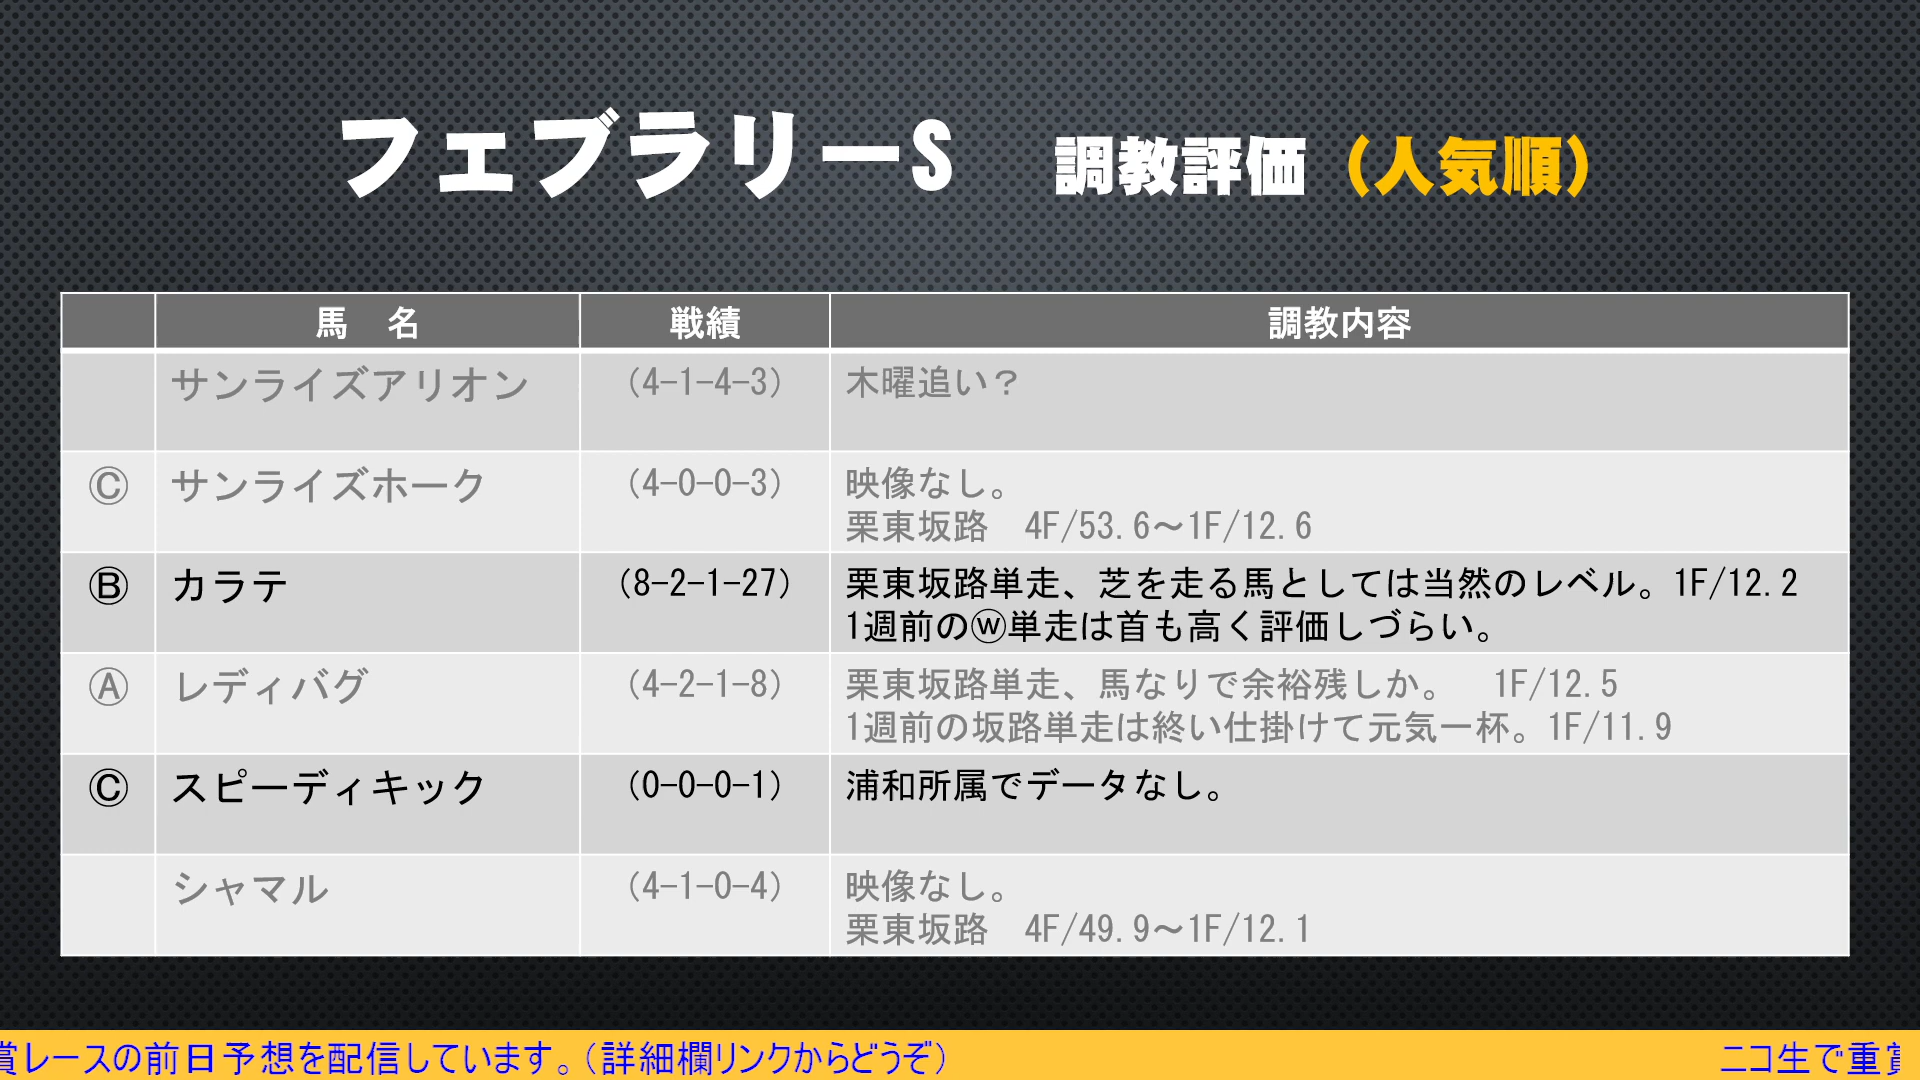 フェブラリーS 調教評価（人気順）
馬 名 戦績 調教内容
サンライズアリオン （4-1-4-3） 木曜追い？
Ⓒ サンライズホーク （4-0-0-3） 映像なし。
栗東坂路 4F/53.6～1F/12.6
Ⓑ カラテ （8-2-1-27） 栗東坂路単走、芝を走る馬としては当然のレベル。1F/12.2
1週前のⓦ単走は首も高く評価しづらい。
Ⓐ レディバグ （4-2-1-8） 栗東坂路単走、馬なりで余裕残しか。 1F/12.5
1週前の坂路単走は終い仕掛けて元気一杯。1F/11.9
Ⓒ スピーディキック （0-0-0-1） 浦和所属でデータなし。
シャマル （4-1-0-4） 映像なし。
栗東坂路 4F/49.9～1F/12.1
賞レースの前日予想を配信しています。（詳細欄リンクからどうぞ） ニコ生で重賞